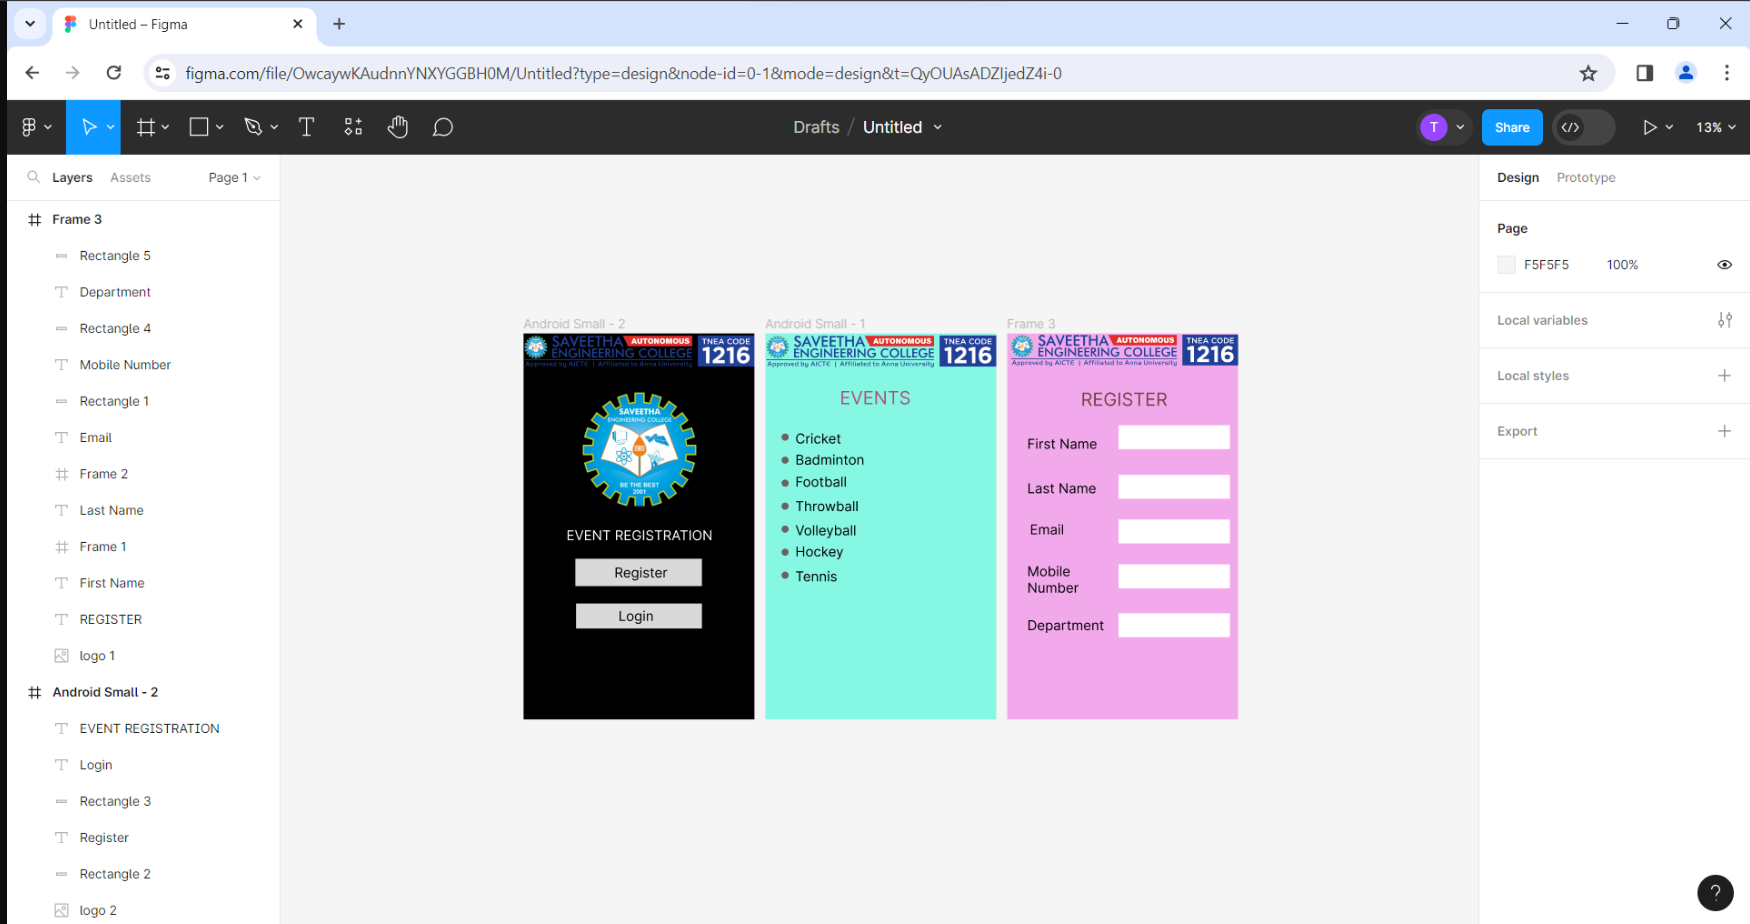 Untitled – Figma
figma.com/file/OwcaywKAudnnYNXYGGBH0M/Untitled?type=design&node-id=0-1&mode=design&t=QyOUAsADZIjedZ4i-0
Drafts / Untitled
T
Share
13%
Layers Assets Page 1
Frame 3
Rectangle 5
Department
Rectangle 4
Mobile Number
Rectangle 1
Email
Frame 2
Last Name
Frame 1
First Name
REGISTER
logo 1
Android Small - 2
EVENT REGISTRATION
Login
Rectangle 3
Register
Rectangle 2
logo 2
Android Small - 2
SAVEETHA AUTONOMOUS
ENGINEERING COLLEGE
Approved by AICTE | Affiliated to Anna University
TNEA CODE
1216
SAVEETHA
ENGINEERING COLLEGE
BE THE BEST
2001
EVENT REGISTRATION
Register
Login
Android Small - 1
SAVEETHA AUTONOMOUS
ENGINEERING COLLEGE
Approved by AICTE | Affiliated to Anna University
TNEA CODE
1216
EVENTS
Cricket
Badminton
Football
Throwball
Volleyball
Hockey
Tennis
Frame 3
SAVEETHA AUTONOMOUS
ENGINEERING COLLEGE
Approved by AICTE | Affiliated to Anna University
TNEA CODE
1216
REGISTER
First Name
Last Name
Email
Mobile
Number
Department
Design Prototype
Page
F5F5F5 100%
Local variables
Local styles
Export
?